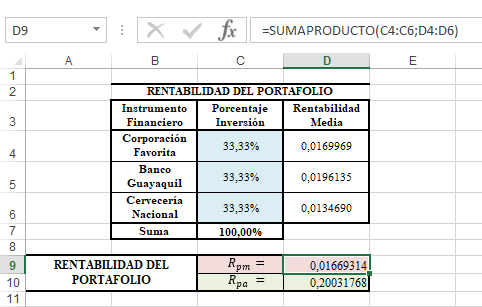 D9 fx =SUMAPRODUCTO(C4:C6;D4:D6)
A B C D E
1
2 RENTABILIDAD DEL PORTAFOLIO
3 Instrumento Financiero Porcentaje Inversión Rentabilidad Media
4 Corporación Favorita 33,33% 0,0169969
5 Banco Guayaquil 33,33% 0,0196135
6 Cervecería Nacional 33,33% 0,0134690
7 Suma 100,00%
8
9 RENTABILIDAD DEL Rpm = 0,01669314
10 PORTAFOLIO Rpa = 0,20031768
11